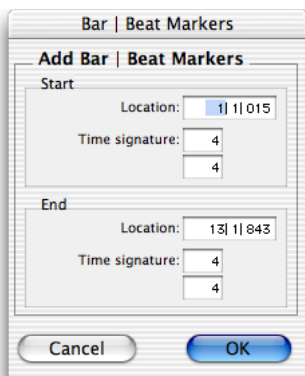 Bar | Beat Markers
Add Bar | Beat Markers
Start
Location: 1| 1| 015
Time signature: 4
4
End
Location: 13| 1| 843
Time signature: 4
4
Cancel OK